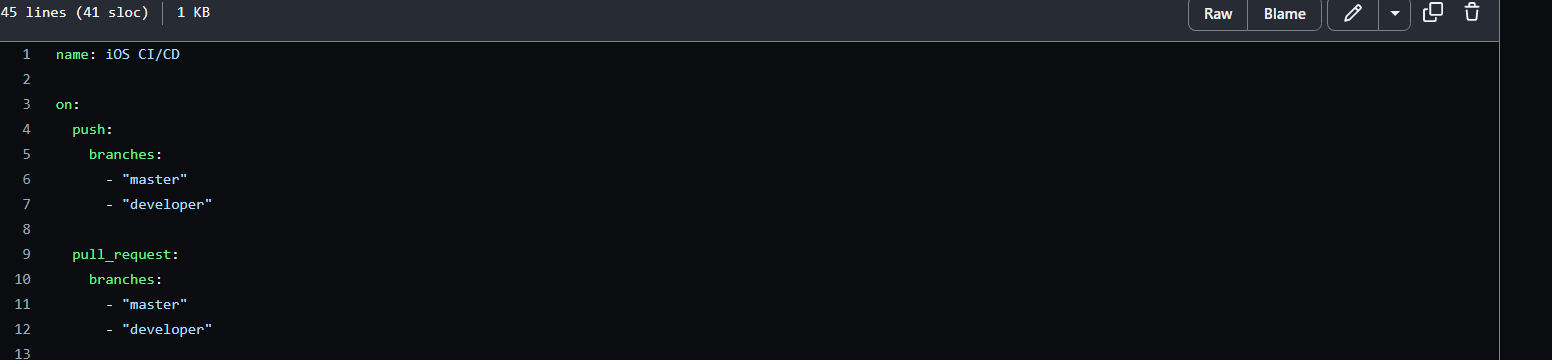 45 lines (41 sloc) 1 KB Raw Blame
1 name: iOS CI/CD
2
3 on:
4   push:
5     branches:
6       - "master"
7       - "developer"
8
9   pull_request:
10     branches:
11       - "master"
12       - "developer"
13